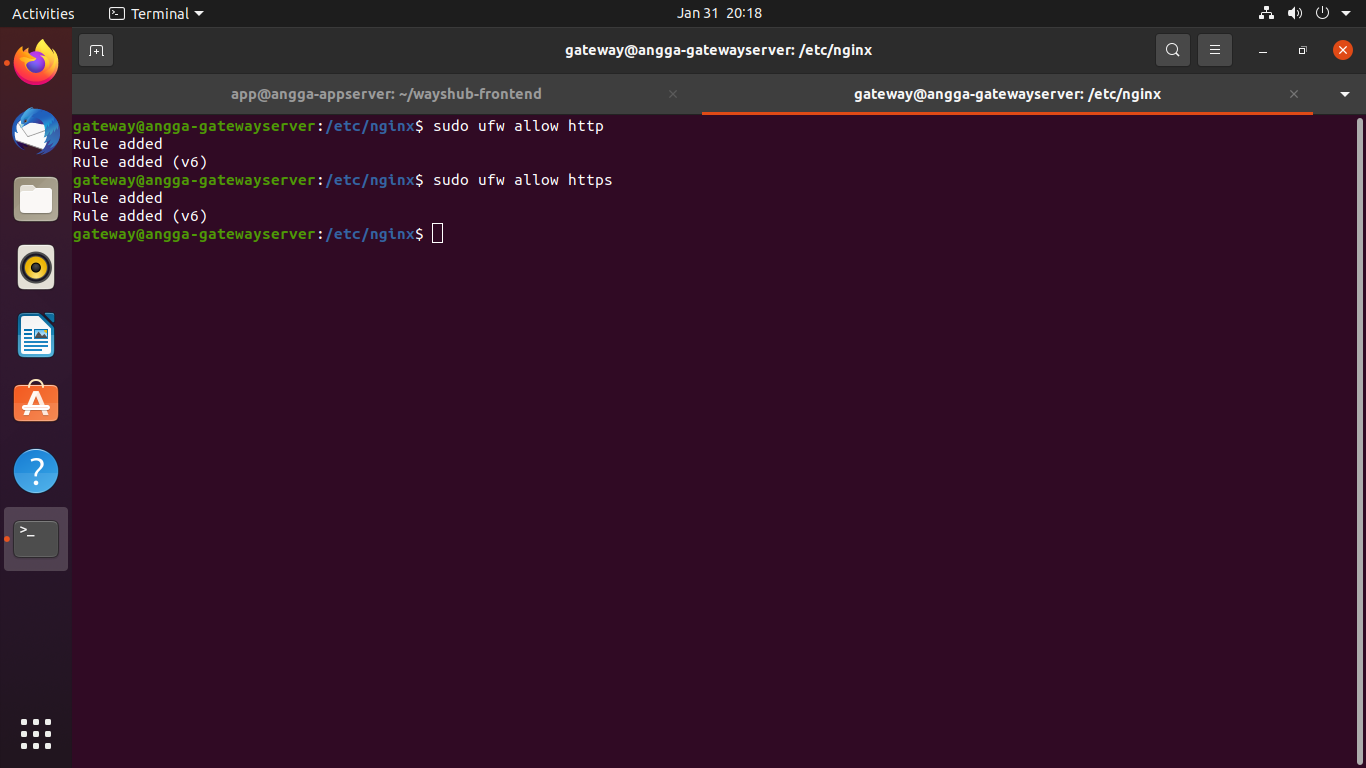 Activities
Terminal
Jan 31 20:18
gateway@angga-gatewayserver: /etc/nginx
app@angga-appserver: ~/wayshub-frontend
gateway@angga-gatewayserver: /etc/nginx
gateway@angga-gatewayserver:/etc/nginx$ sudo ufw allow http
Rule added
Rule added (v6)
gateway@angga-gatewayserver:/etc/nginx$ sudo ufw allow https
Rule added
Rule added (v6)
gateway@angga-gatewayserver:/etc/nginx$